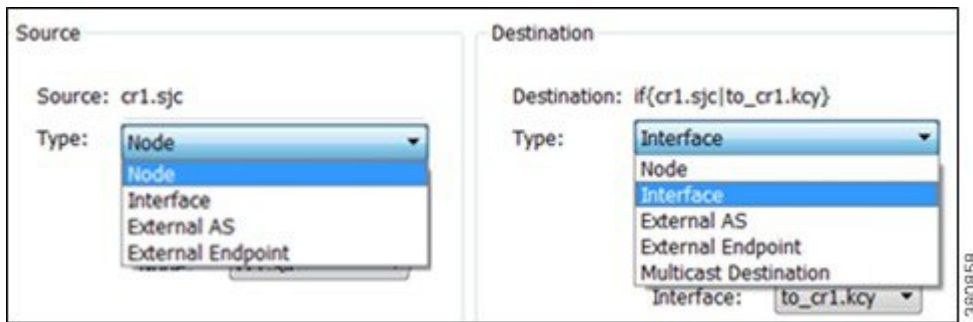 Source
Source: cr1.sjc
Type: Node
Node
Interface
External AS
External Endpoint
Destination
Destination: if{cr1.sjc|to_cr1.kcy}
Type: Interface
Node
Interface
External AS
External Endpoint
Multicast Destination
Interface: to_cr1.kcy
380858